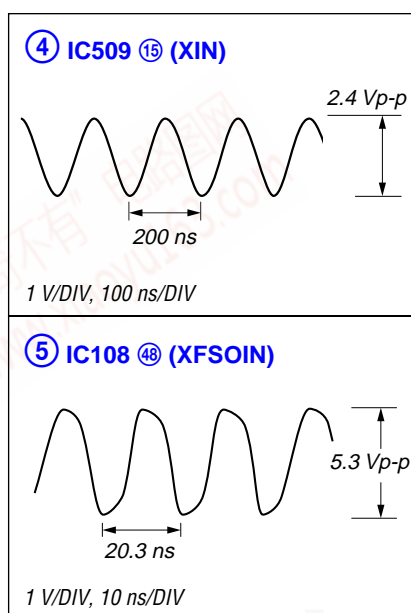 ④ IC509 ⑮ (XIN)
2.4 Vp-p
200 ns
1 V/DIV, 100 ns/DIV
⑤ IC108 ㊽ (XFSOIN)
5.3 Vp-p
20.3 ns
1 V/DIV, 10 ns/DIV